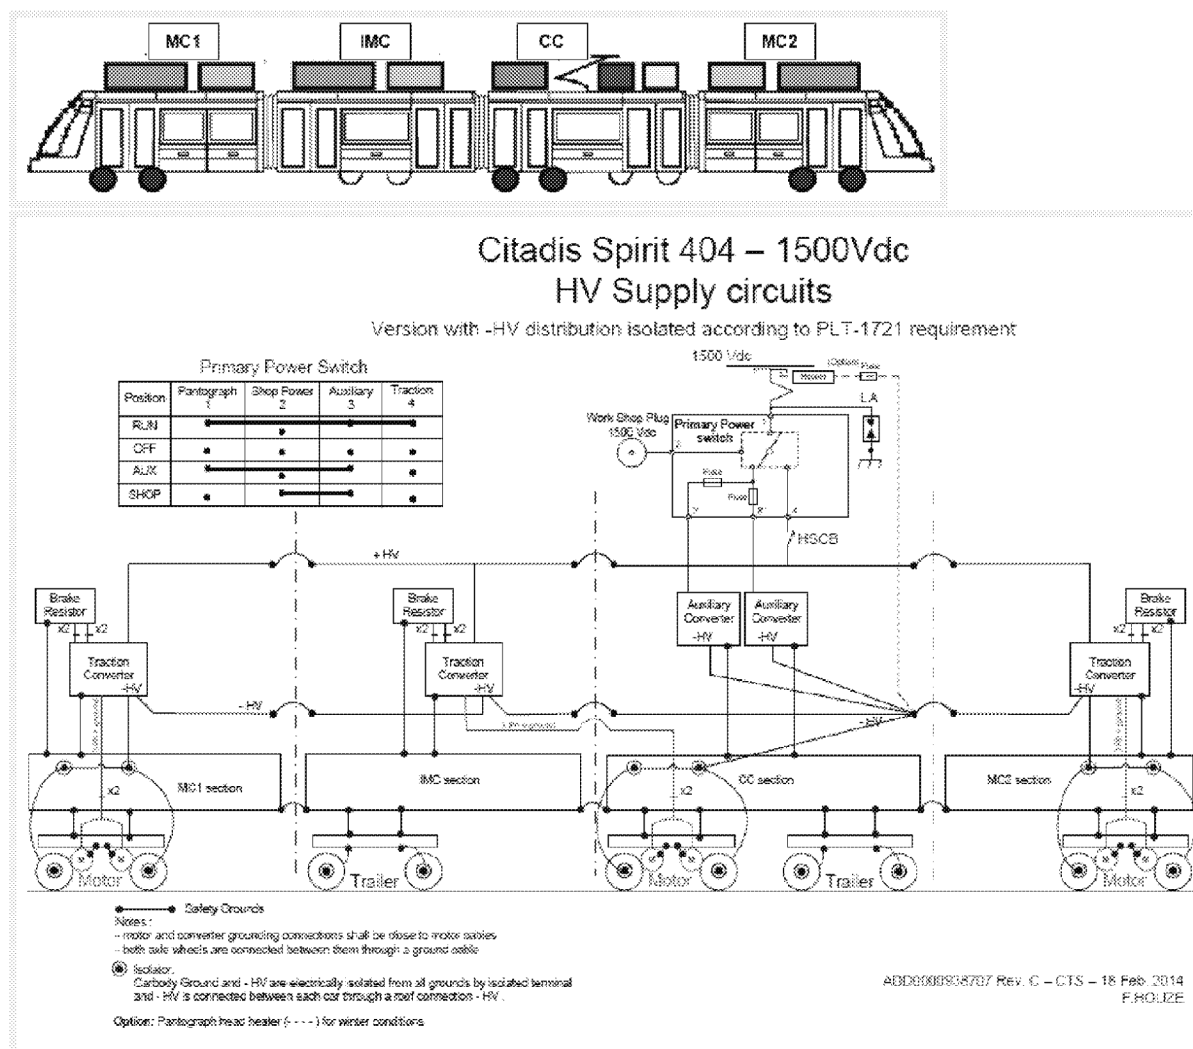 MC1 IMC CC MC2
Citadis Spirit 404 – 1500Vdc
HV Supply circuits
Version with -HV distribution isolated according to PLT-1721 requirement
Primary Power Switch
Position Pantograph 1 Shop Power 2 Auxiliary 3 Traction 4
RUN
OFF
AUX
SHOP
1500 Vdc
(Option)
Fuse
Heater
L.A
Work Shop Plug
1500 Vdc
Primary Power
switch
Fuse
Fuse
HSCB
+ HV
Brake
Resistor
x2 x2
Traction
Converter
-HV
Brake
Resistor
x2 x2
Traction
Converter
-HV
Auxiliary
Converter
-HV
Auxiliary
Converter
-HV
Brake
Resistor
x2 x2
Traction
Converter
-HV
- HV
- HV
MC1 section
IMC section
CC section
MC2 section
x2
x2
x2
Motor
Trailer
Motor
Trailer
Motor
Safety Grounds
Notes :
– motor and converter grounding connections shall be close to motor cables
– both axle wheels are connected between them through a ground cable
Isolator.
Carbody Ground and - HV are electrically isolated from all grounds by isolated terminal
and - HV is connected between each car through a roof connection - HV .
Option: Pantograph head heater (- - - -) for winter conditions
ADD0000938707 Rev. C – CTS – 18 Feb. 2014
F.HOUZE